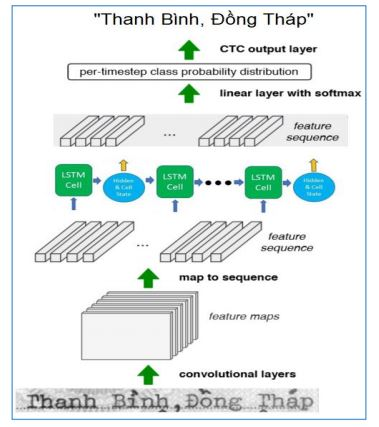 "Thanh Bình, Đồng Tháp"
CTC output layer
per-timestep class probability distribution
linear layer with softmax
feature
sequence
...
LSTM
Cell
Hidden
& Cell
State
LSTM
Cell
LSTM
Cell
Hidden
& Cell
State
...
feature
sequence
map to sequence
feature maps
convolutional layers
Thanh Bình, Đồng Tháp